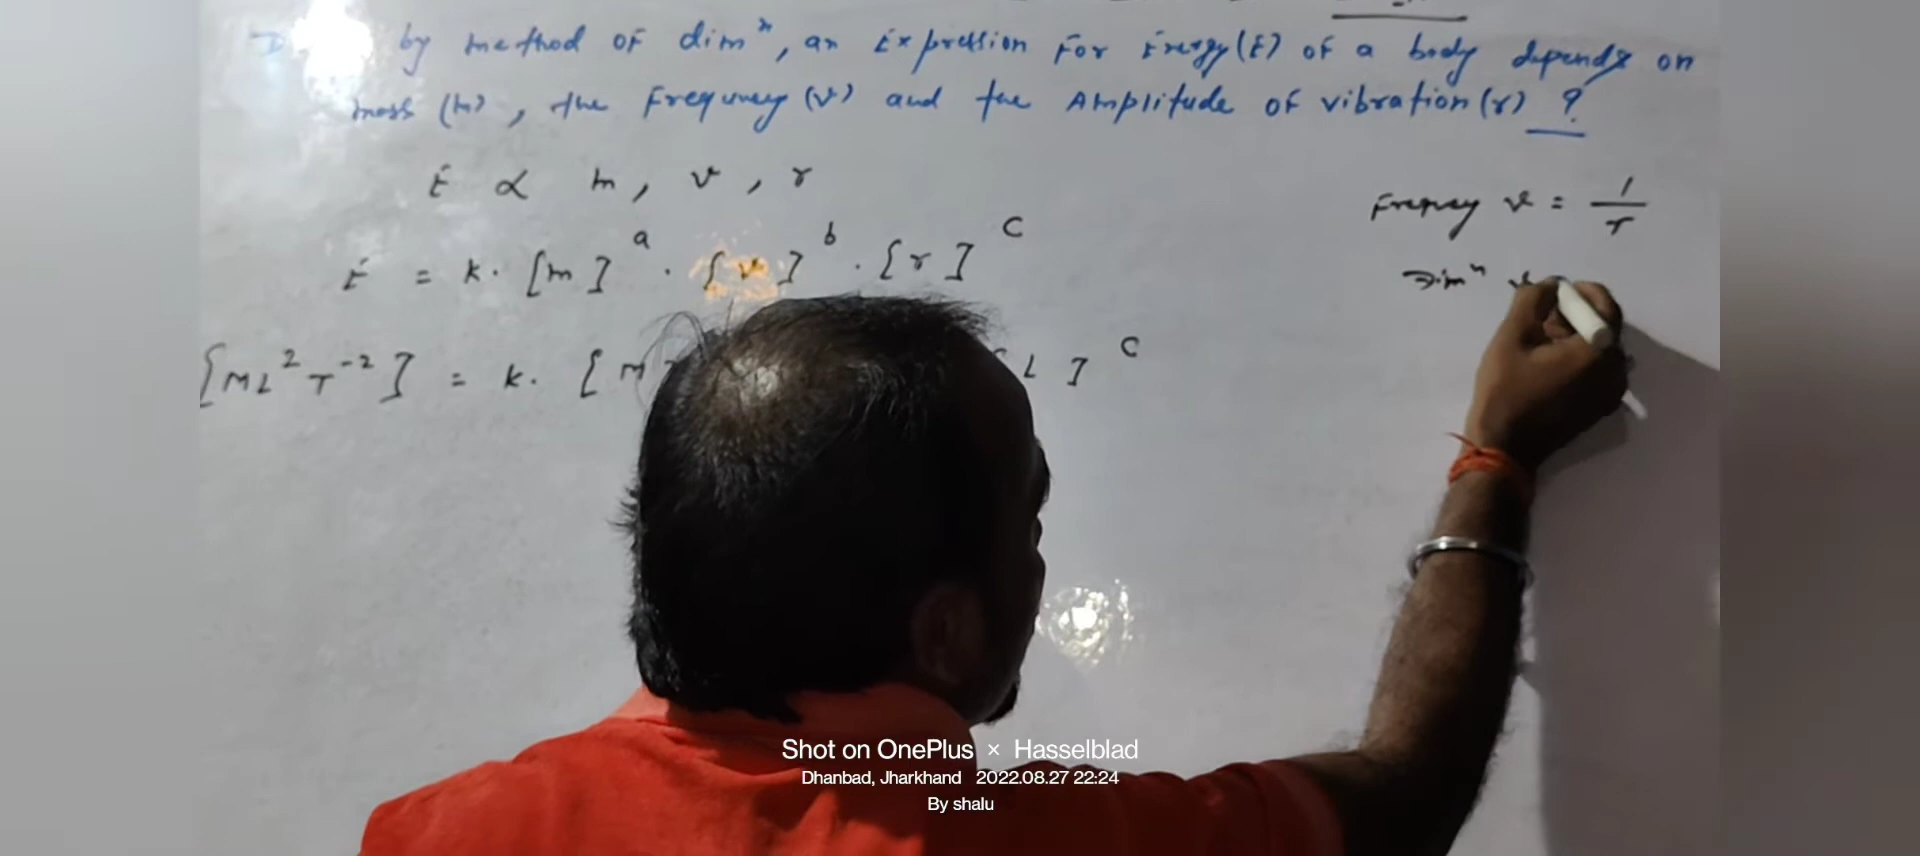 by method of dimⁿ, an Expression For Energy (E) of a body depends on
mass (m), the Frequency (ν) and the Amplitude of vibration (r) ?
E ∝ m, ν, r
Frequency ν = 1/T
E = k. [m]ᵃ . [ν]ᵇ . [r]ᶜ
Dimⁿ ν
[ML²T⁻²] = k. [M L]ᶜ
Shot on OnePlus × Hasselblad
Dhanbad, Jharkhand 2022.08.27 22:24
By shalu